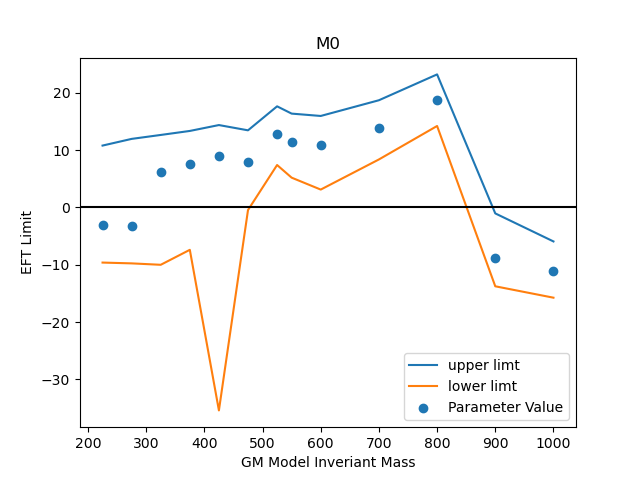 M0
EFT Limit
20
10
0
−10
−20
−30
200 300 400 500 600 700 800 900 1000
GM Model Inveriant Mass
upper limt
lower limt
Parameter Value